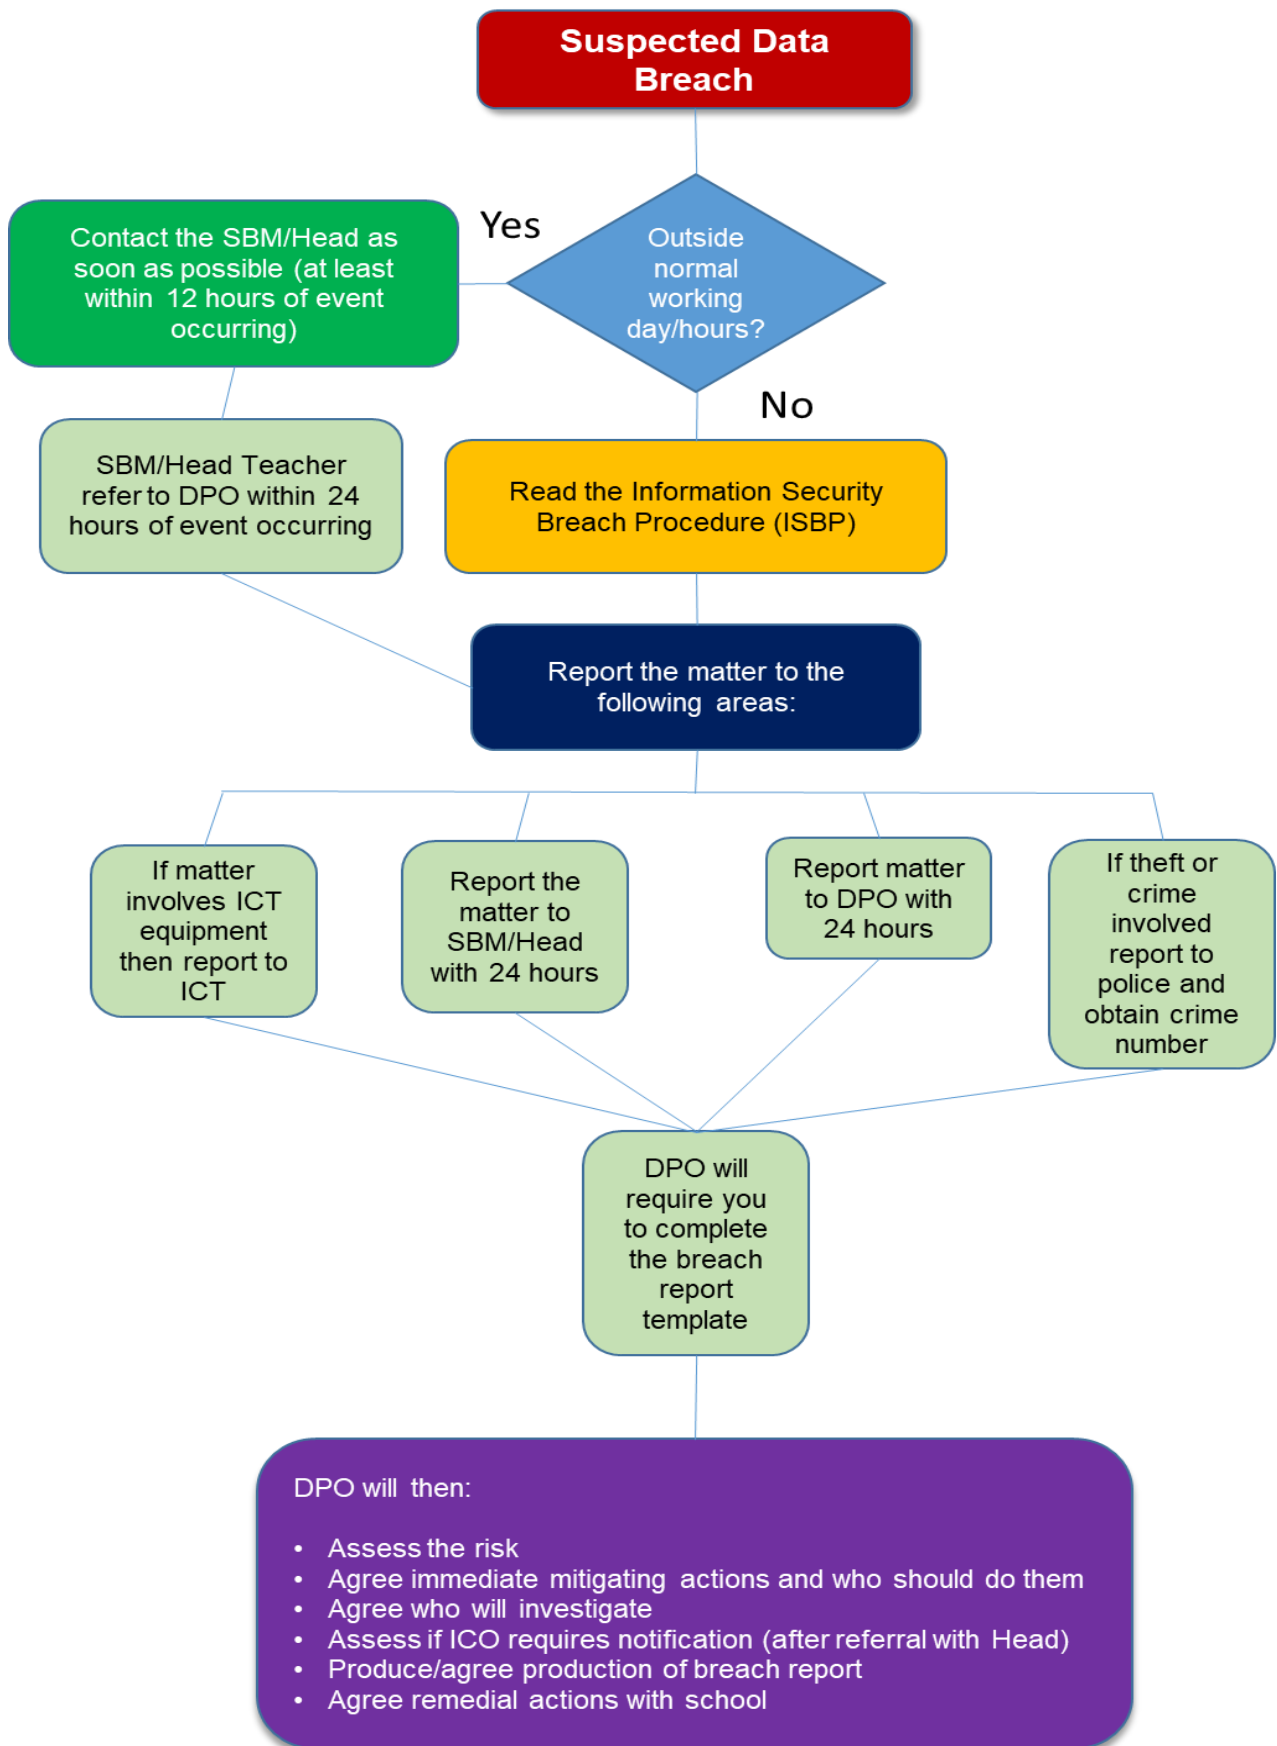 Suspected Data
Breach
Yes
Outside
normal
working
day/hours?
Contact the SBM/Head as
soon as possible (at least
within 12 hours of event
occurring)
No
SBM/Head Teacher
refer to DPO within 24
hours of event occurring
Read the Information Security
Breach Procedure (ISBP)
Report the matter to the
following areas:
If matter
involves ICT
equipment
then report to
ICT
Report the
matter to
SBM/Head
with 24 hours
Report matter
to DPO with
24 hours
If theft or
crime
involved
report to
police and
obtain crime
number
DPO will
require you
to complete
the breach
report
template
DPO will then:
• Assess the risk
• Agree immediate mitigating actions and who should do them
• Agree who will investigate
• Assess if ICO requires notification (after referral with Head)
• Produce/agree production of breach report
• Agree remedial actions with school